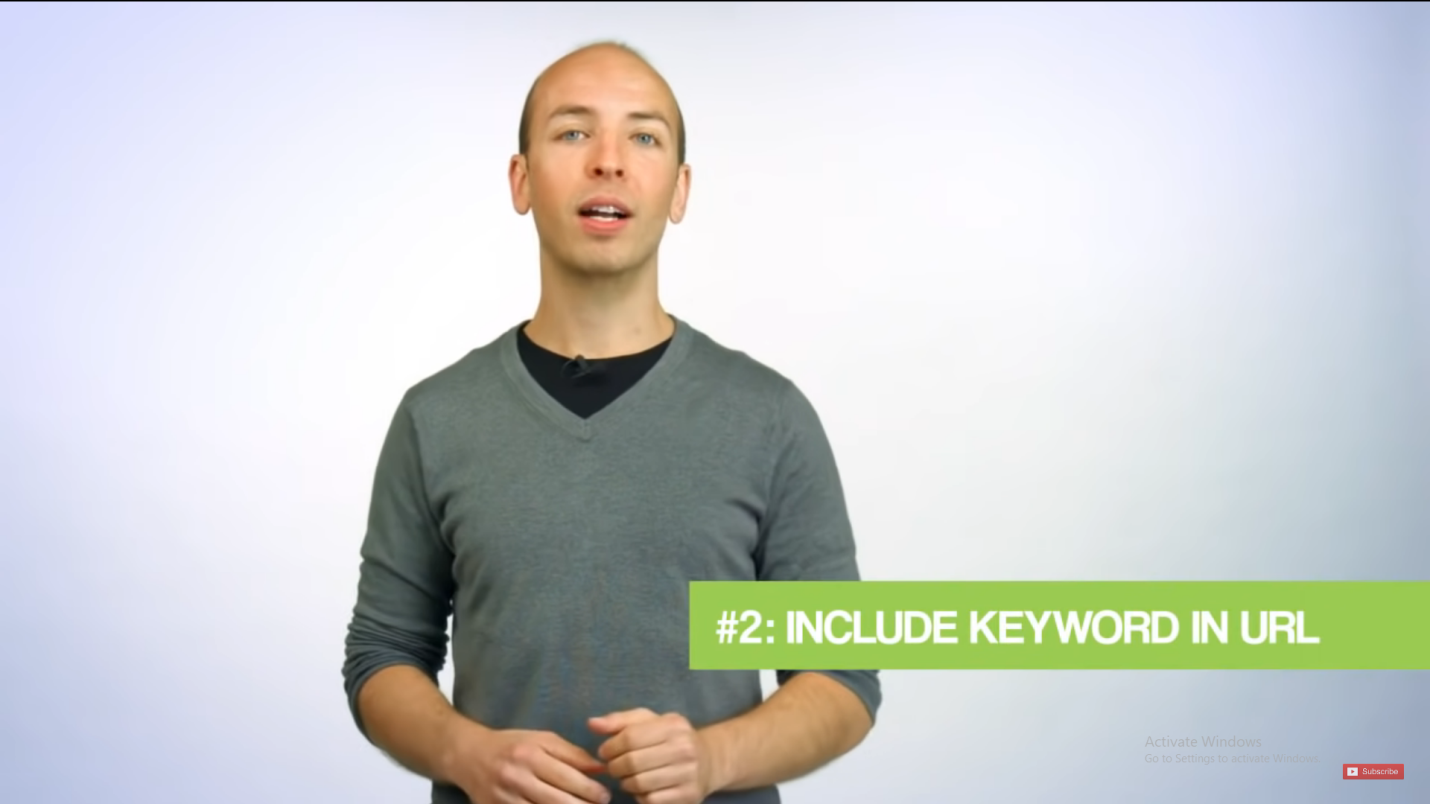 #2: INCLUDE KEYWORD IN URL
Activate Windows
Go to Settings to activate Windows.
Subscribe